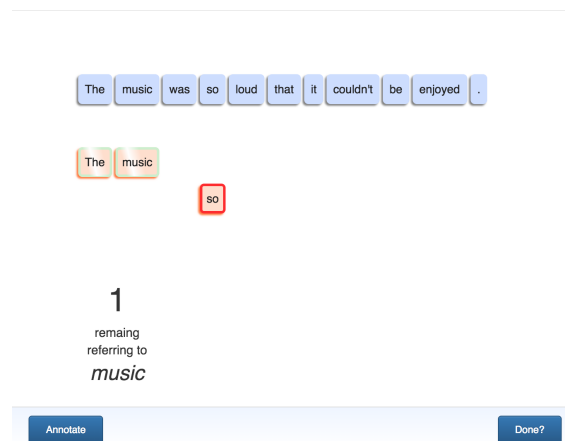 The music was so loud that it couldn't be enjoyed .
The music
so
1
remaing
referring to
music
Annotate Done?